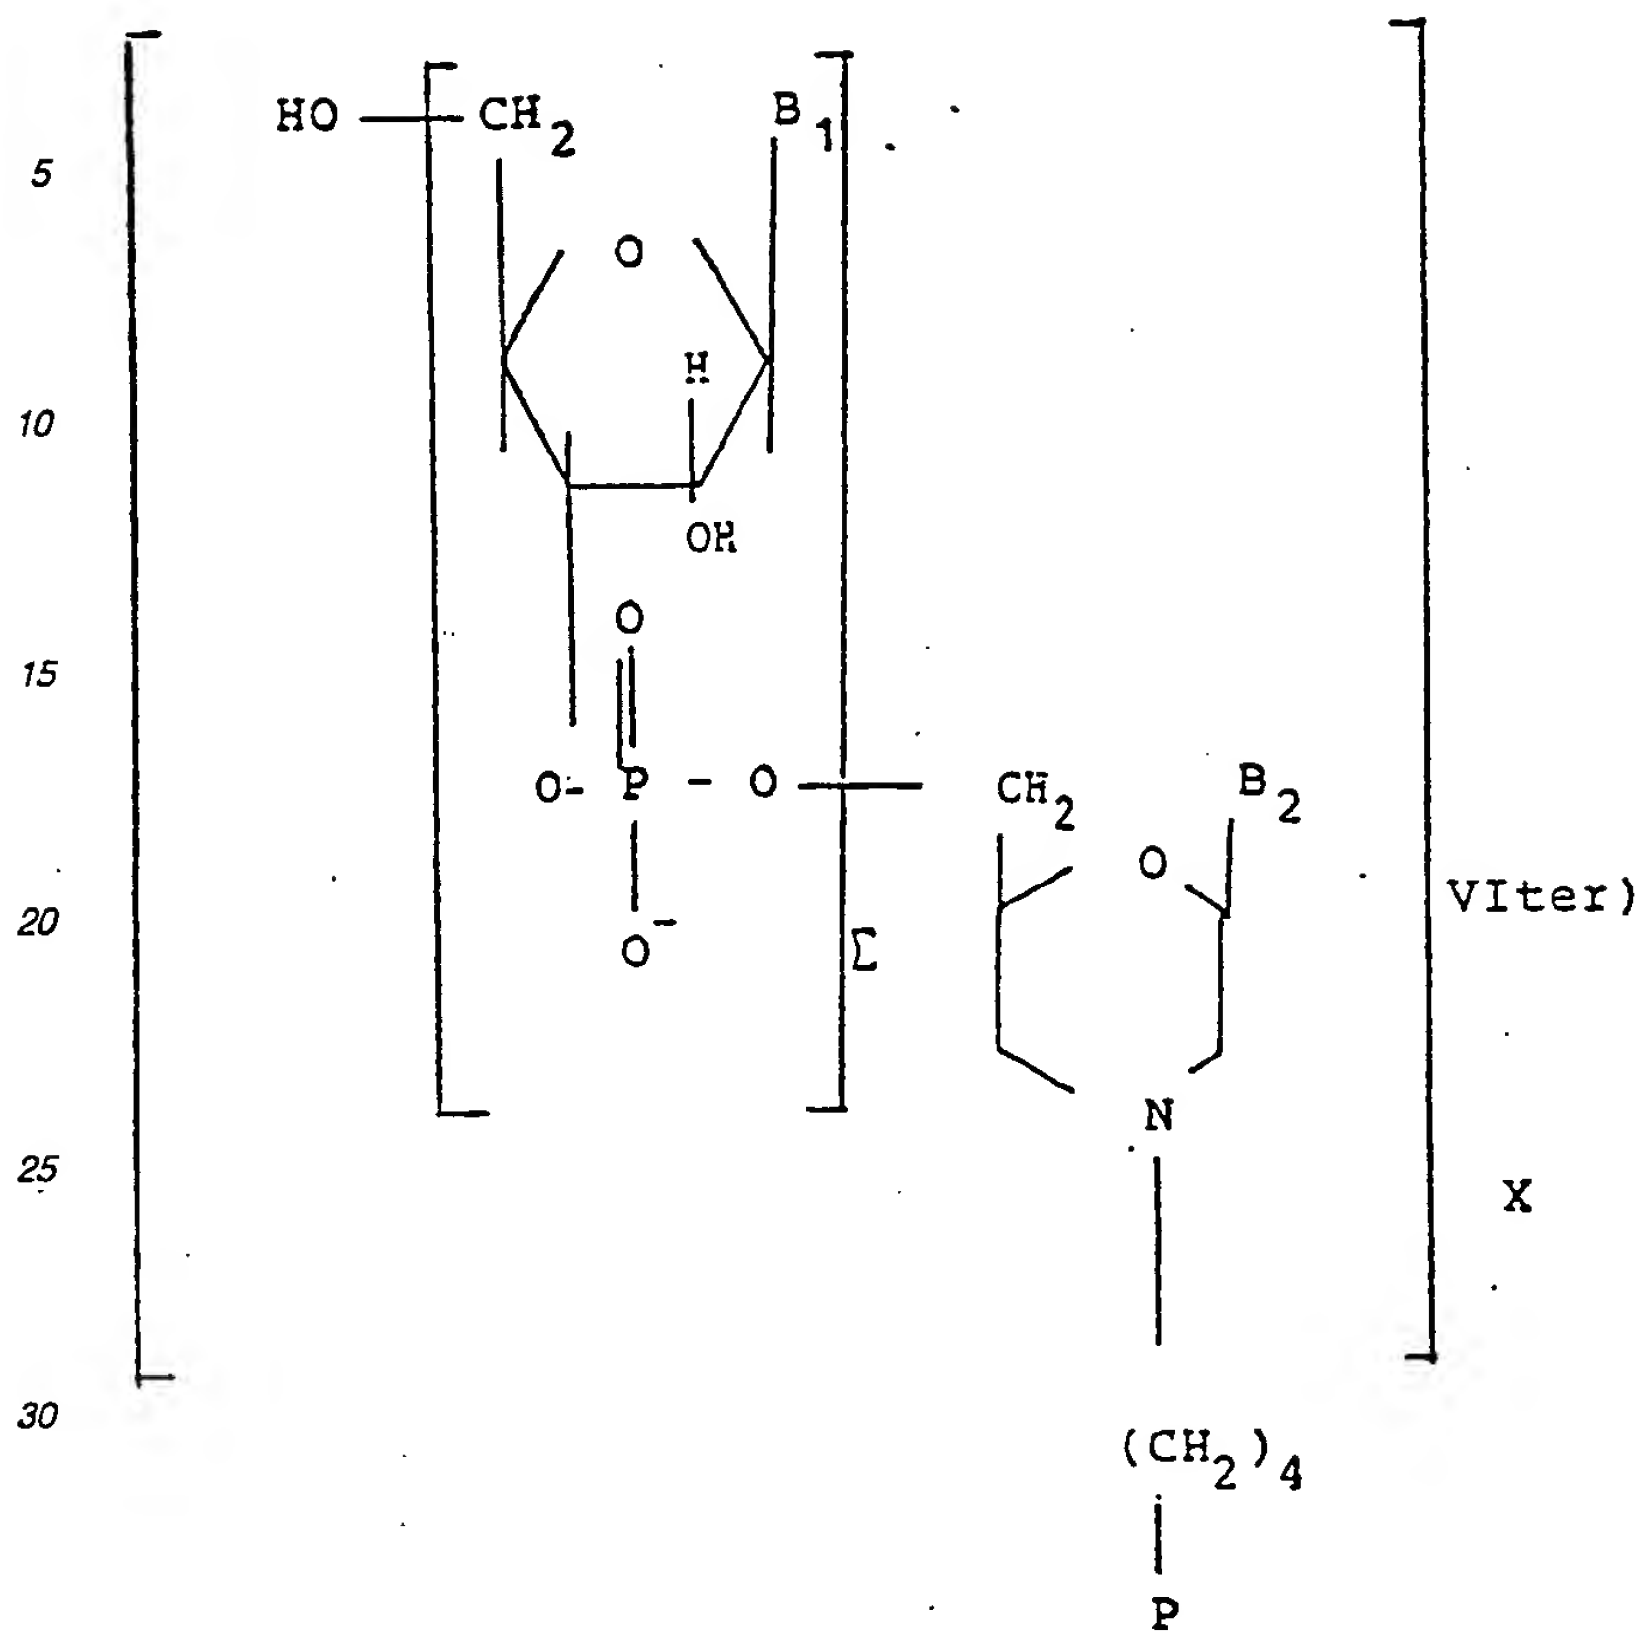 HO CH2 B1
5
O
H
10
OH
O
15
O- P - O CH2 B2
O
VIter)
20
O- Σ
N
25
X
30
(CH2)4
P